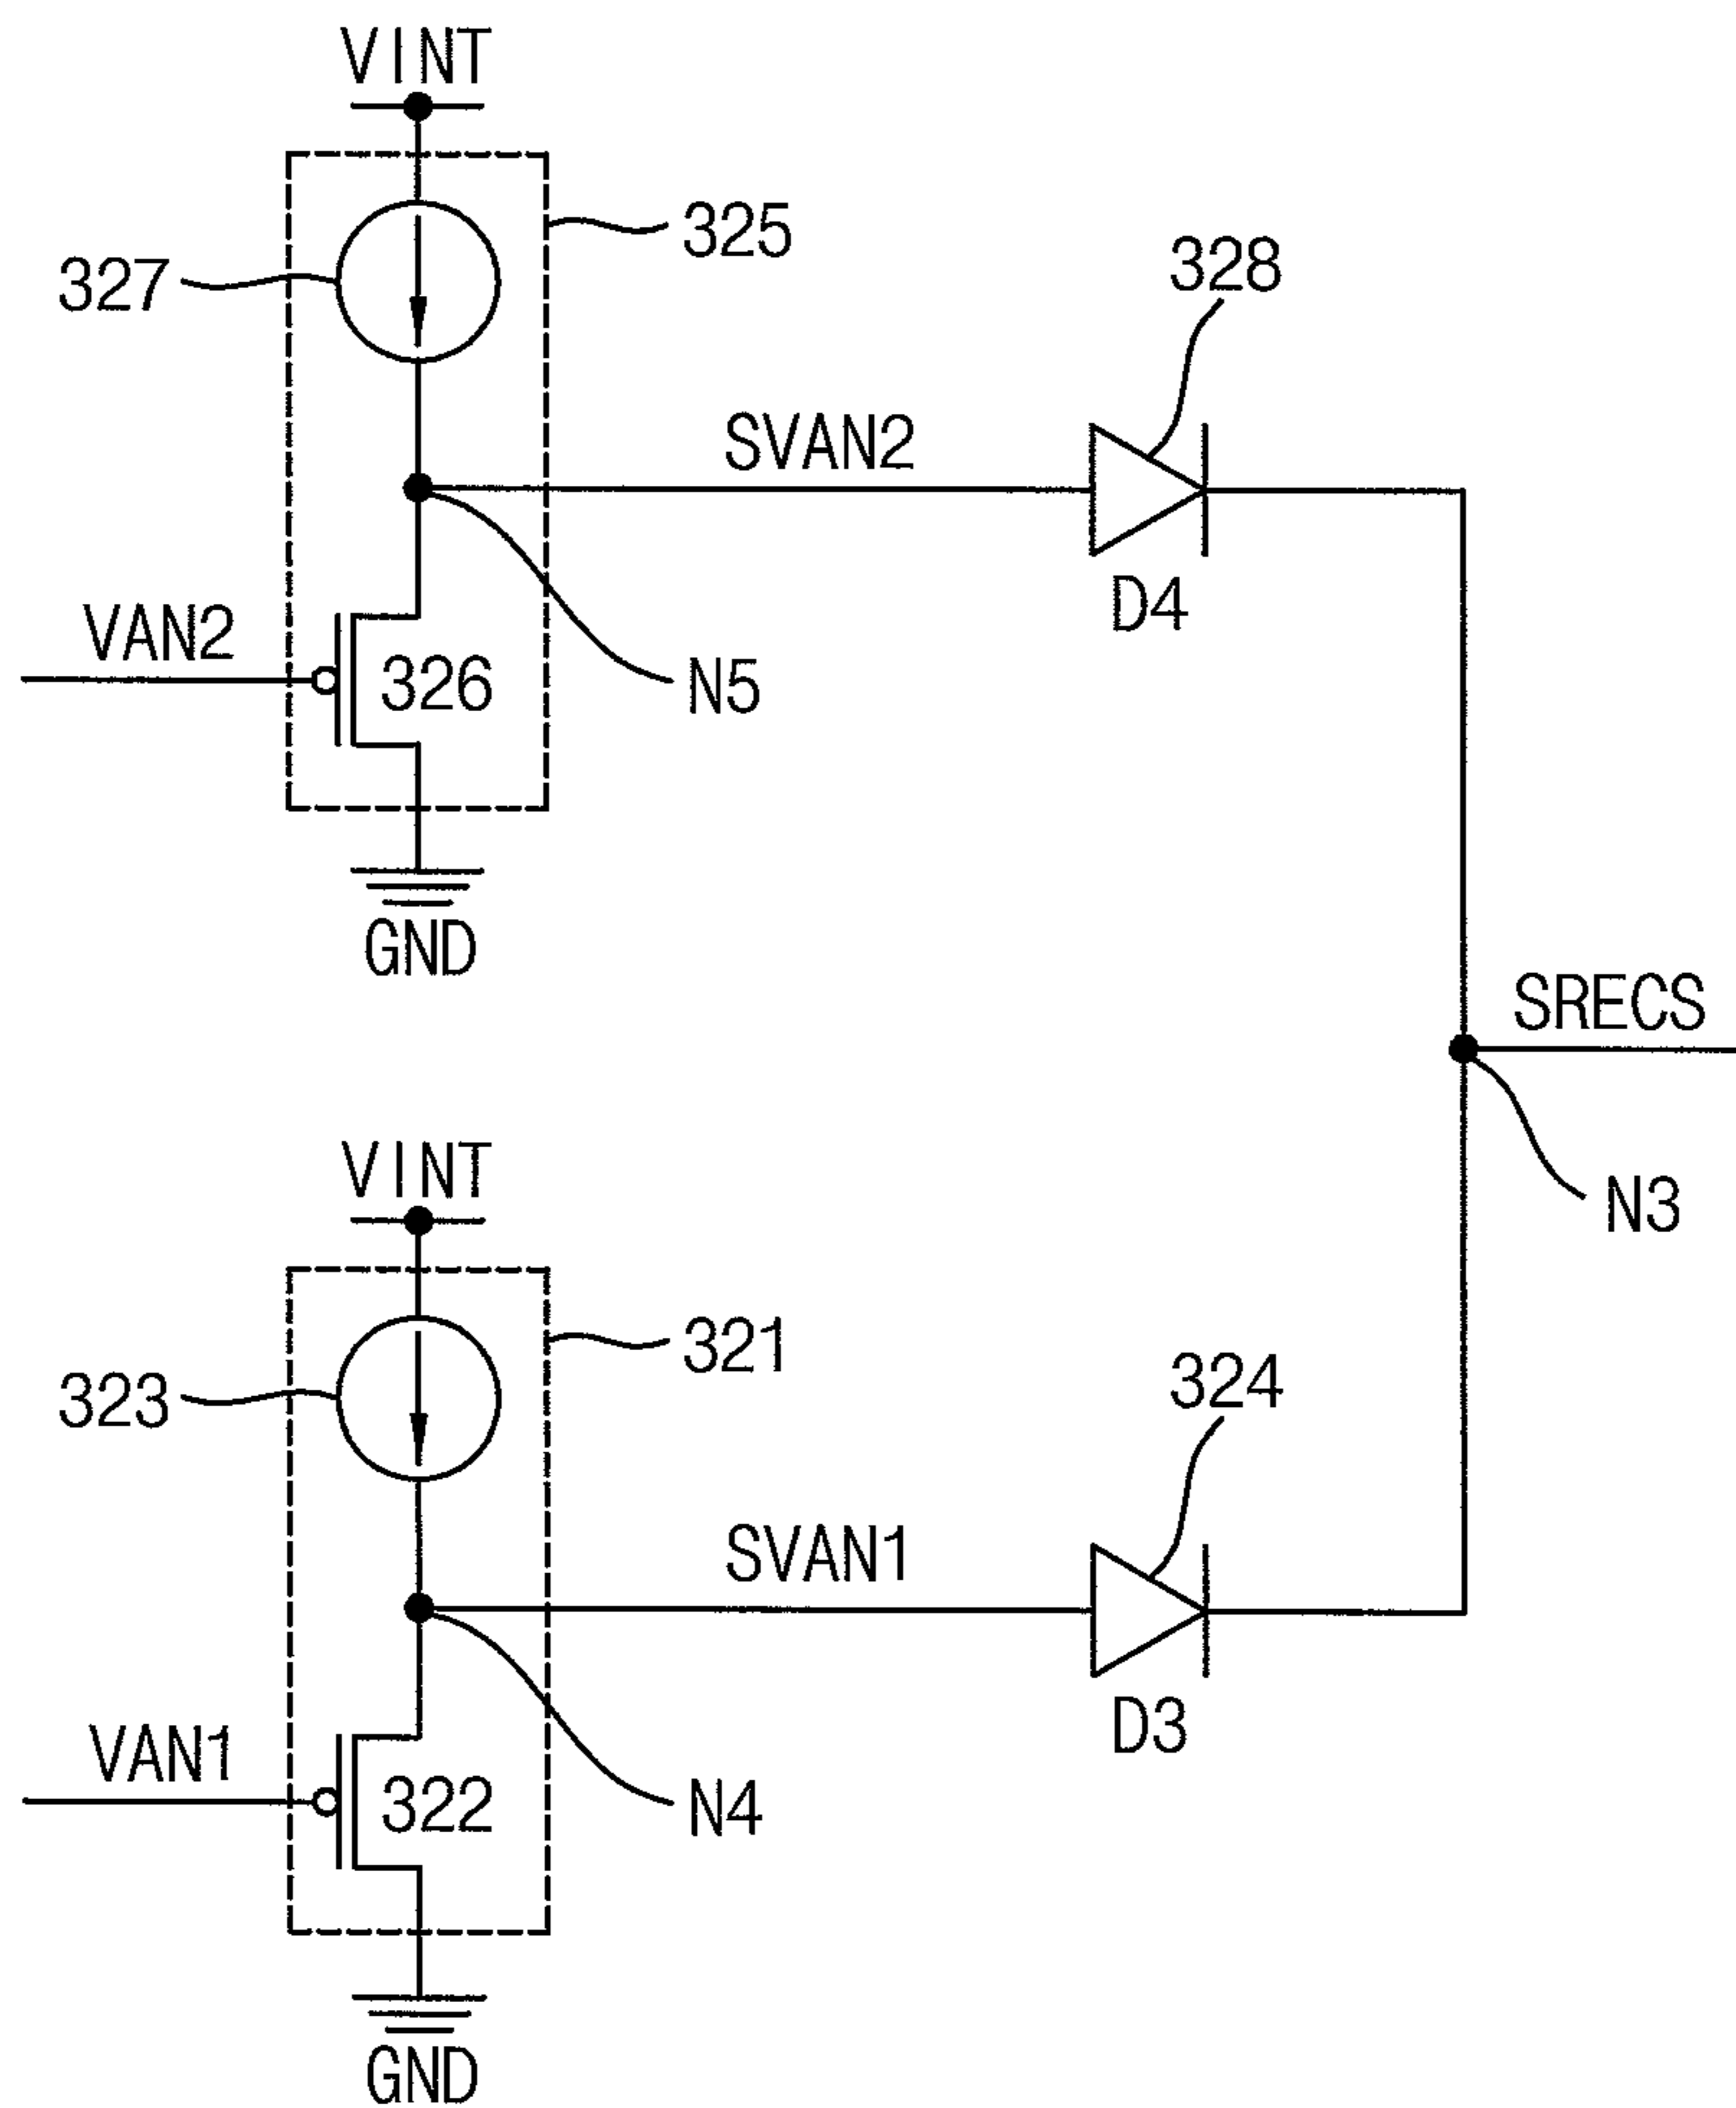 VINT
325
327
328
SVAN2
D4
VAN2
326
N5
GND
SRECS
N3
VINT
321
323
324
SVAN1
D3
VAN1
322
N4
GND